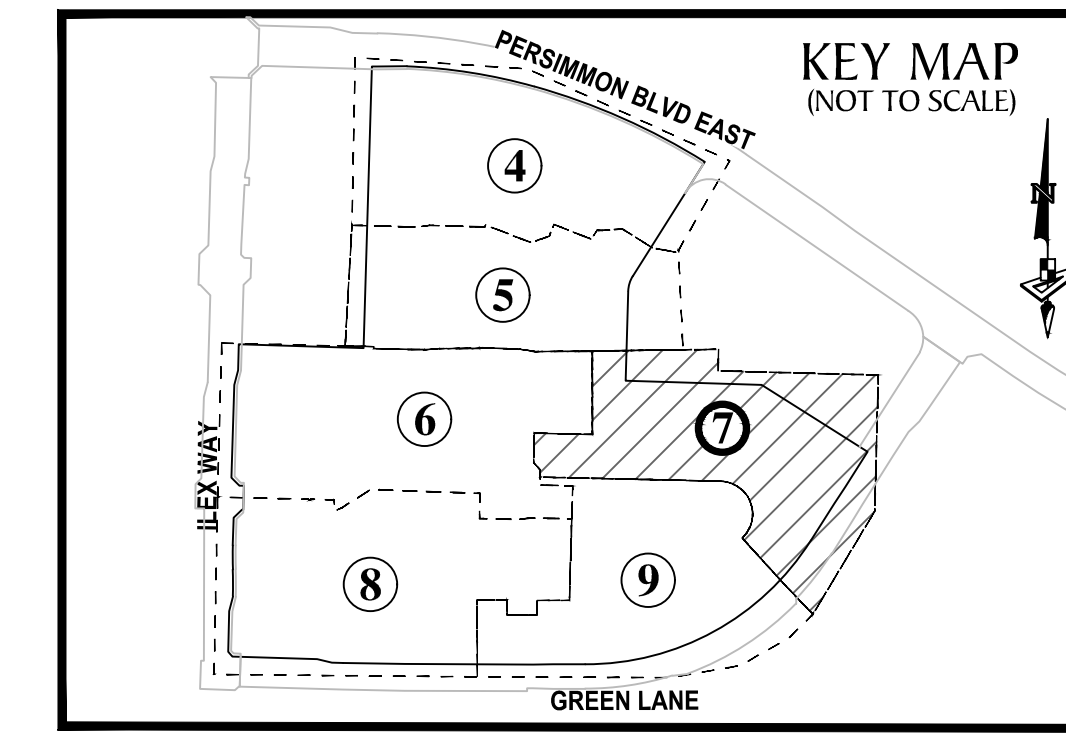 PERSIMMON BLVD EAST
KEY MAP
(NOT TO SCALE)
N
4
5
6
7
ILEX WAY
8
9
GREEN LANE